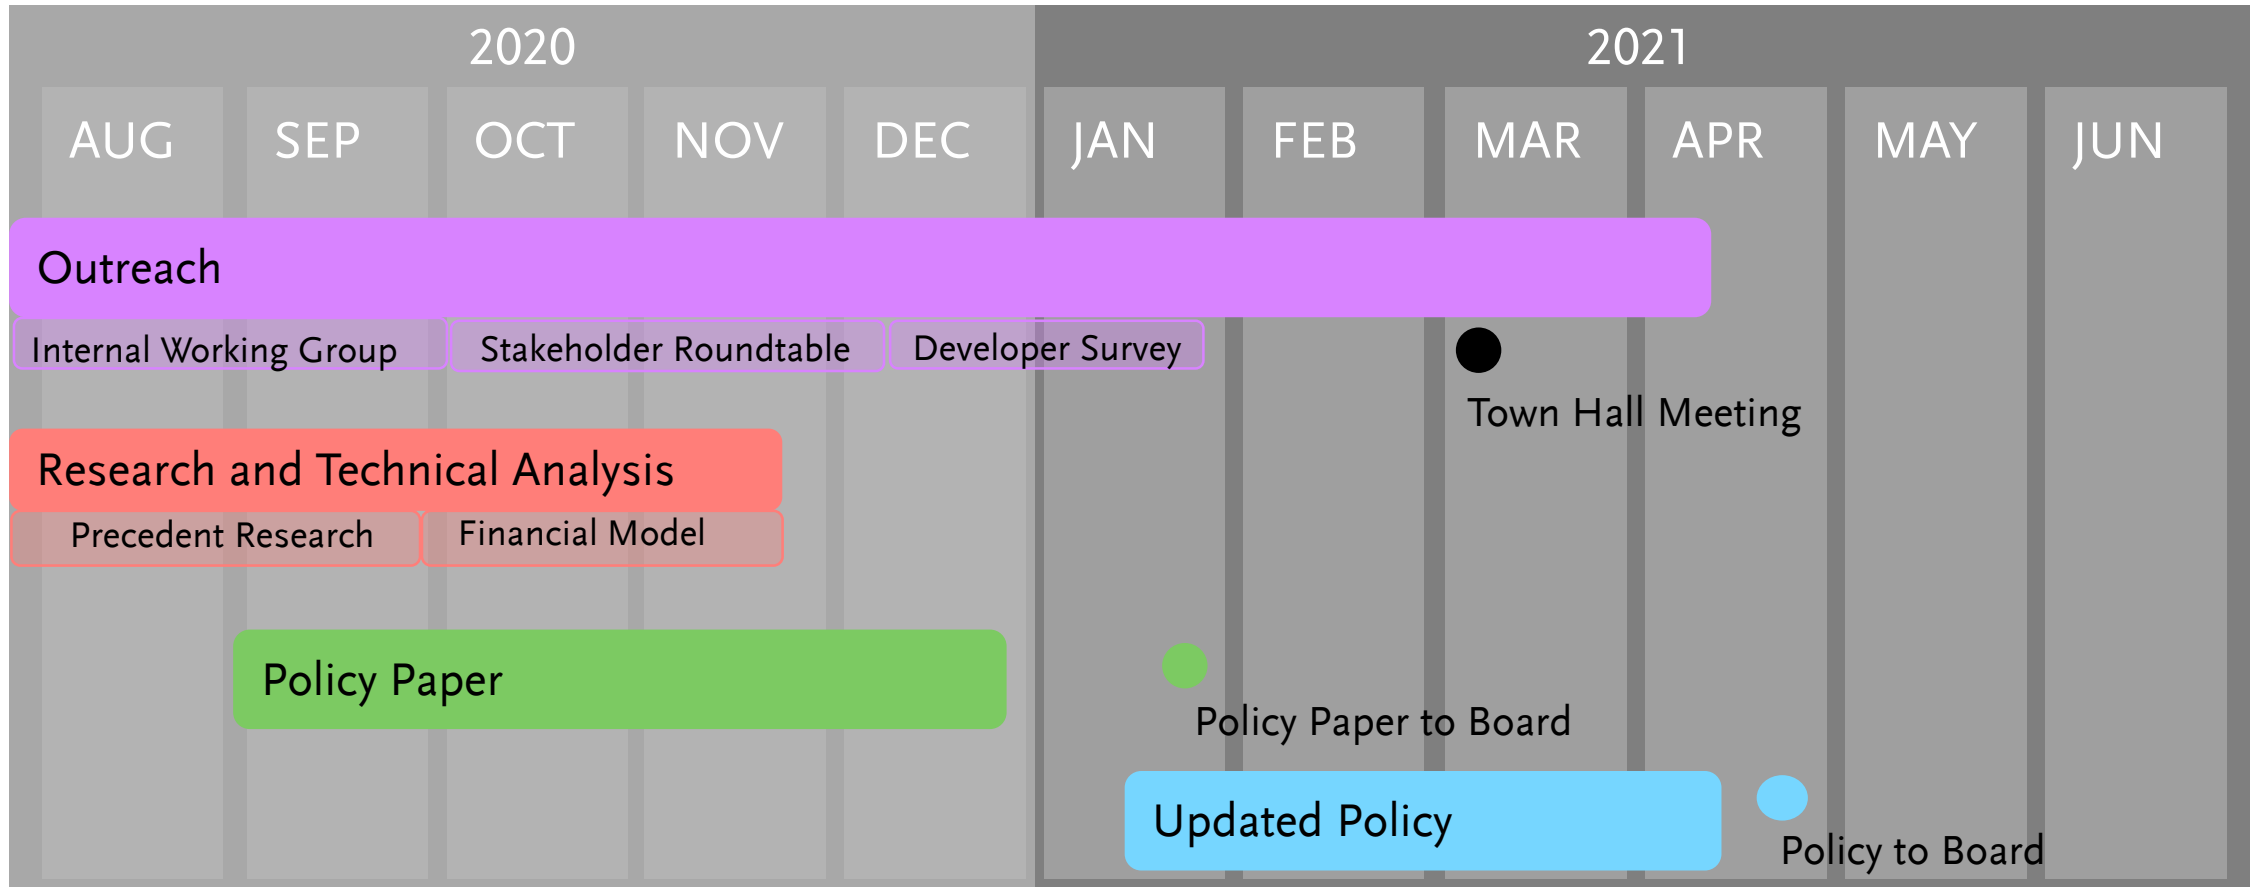 2020
2021
AUG
SEP
OCT
NOV
DEC
JAN
FEB
MAR
APR
MAY
JUN
Outreach
Internal Working Group
Stakeholder Roundtable
Developer Survey
Town Hall Meeting
Research and Technical Analysis
Precedent Research
Financial Model
Policy Paper
Policy Paper to Board
Updated Policy
Policy to Board